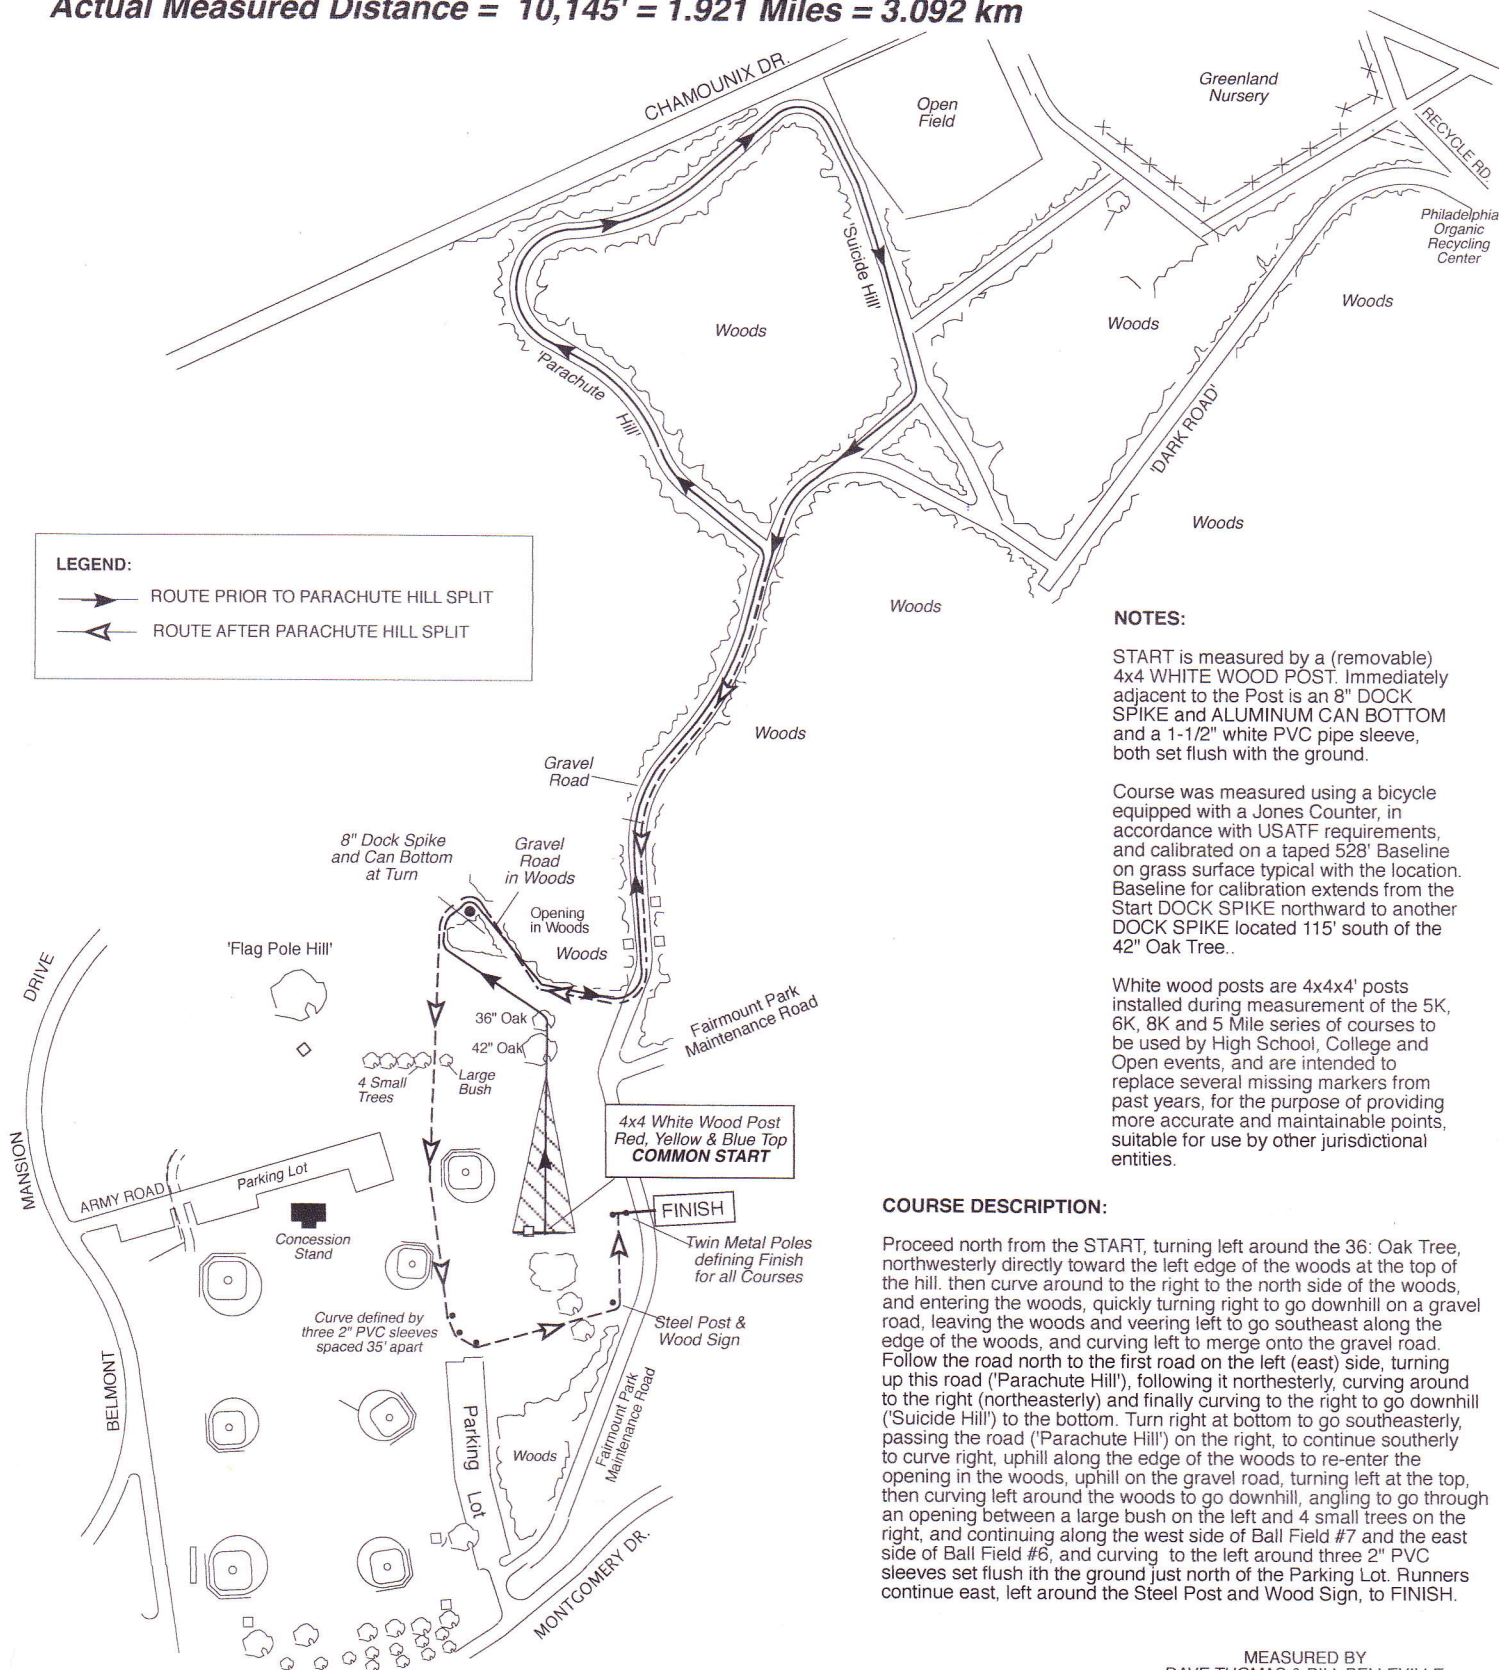 Actual Measured Distance = 10,145' = 1.921 Miles = 3.092 km
CHAMOUNIX DR.
Open
Field
Greenland
Nursery
RECYCLE RD.
Philadelphia
Organic
Recycling
Center
'Suicide Hill'
Woods
Woods
Woods
'Parachute
Hill'
'DARK ROAD'
Woods
Woods
LEGEND:
ROUTE PRIOR TO PARACHUTE HILL SPLIT
ROUTE AFTER PARACHUTE HILL SPLIT
Woods
Gravel
Road
8" Dock Spike
and Can Bottom
at Turn
Gravel
Road
in Woods
Opening
in Woods
Woods
'Flag Pole Hill'
36" Oak
42" Oak
4 Small
Trees
Large
Bush
Fairmount Park
Maintenance Road
4x4 White Wood Post
Red, Yellow & Blue Top
COMMON START
BELMONT
MANSION
DRIVE
ARMY ROAD
Parking Lot
Concession
Stand
FINISH
Twin Metal Poles
defining Finish
for all Courses
Curve defined by
three 2" PVC sleeves
spaced 35' apart
Steel Post &
Wood Sign
Parking Lot
Woods
Fairmount Park
Maintenance Road
MONTGOMERY DR.
NOTES:
START is measured by a (removable)
4x4 WHITE WOOD POST. Immediately
adjacent to the Post is an 8" DOCK
SPIKE and ALUMINUM CAN BOTTOM
and a 1-1/2" white PVC pipe sleeve,
both set flush with the ground.
Course was measured using a bicycle
equipped with a Jones Counter, in
accordance with USATF requirements,
and calibrated on a taped 528' Baseline
on grass surface typical with the location.
Baseline for calibration extends from the
Start DOCK SPIKE northward to another
DOCK SPIKE located 115' south of the
42" Oak Tree..
White wood posts are 4x4x4' posts
installed during measurement of the 5K,
6K, 8K and 5 Mile series of courses to
be used by High School, College and
Open events, and are intended to
replace several missing markers from
past years, for the purpose of providing
more accurate and maintainable points,
suitable for use by other jurisdictional
entities.
COURSE DESCRIPTION:
Proceed north from the START, turning left around the 36: Oak Tree,
northwesterly directly toward the left edge of the woods at the top of
the hill. then curve around to the right to the north side of the woods,
and entering the woods, quickly turning right to go downhill on a gravel
road, leaving the woods and veering left to go southeast along the
edge of the woods, and curving left to merge onto the gravel road.
Follow the road north to the first road on the left (east) side, turning
up this road ('Parachute Hill'), following it northesterly, curving around
to the right (northeasterly) and finally curving to the right to go downhill
('Suicide Hill') to the bottom. Turn right at bottom to go southeasterly,
passing the road ('Parachute Hill') on the right, to continue southerly
to curve right, uphill along the edge of the woods to re-enter the
opening in the woods, uphill on the gravel road, turning left at the top,
then curving left around the woods to go downhill, angling to go through
an opening between a large bush on the left and 4 small trees on the
right, and continuing along the west side of Ball Field #7 and the east
side of Ball Field #6, and curving to the left around three 2" PVC
sleeves set flush ith the ground just north of the Parking Lot. Runners
continue east, left around the Steel Post and Wood Sign, to FINISH.
MEASURED BY
DAVE THOMAS & BILL BELLEVILLE